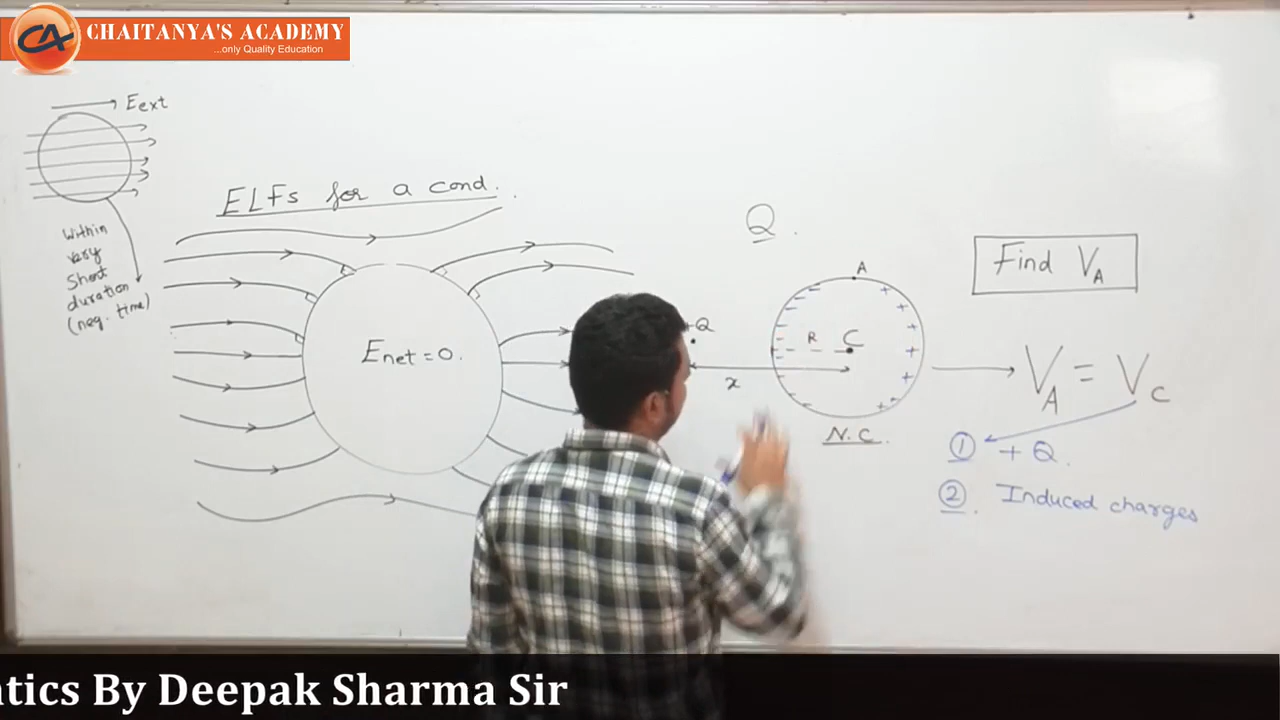 CHAITANYA'S ACADEMY
...only Quality Education
CA
Eext
Within
very
Short
duration
(neg. time)
ELFs for a cond.
Enet = 0.
Q.
Find VA
A
Q
R
C
x
N.C.
VA = VC
① + Q.
② Induced charges
tics By Deepak Sharma Sir